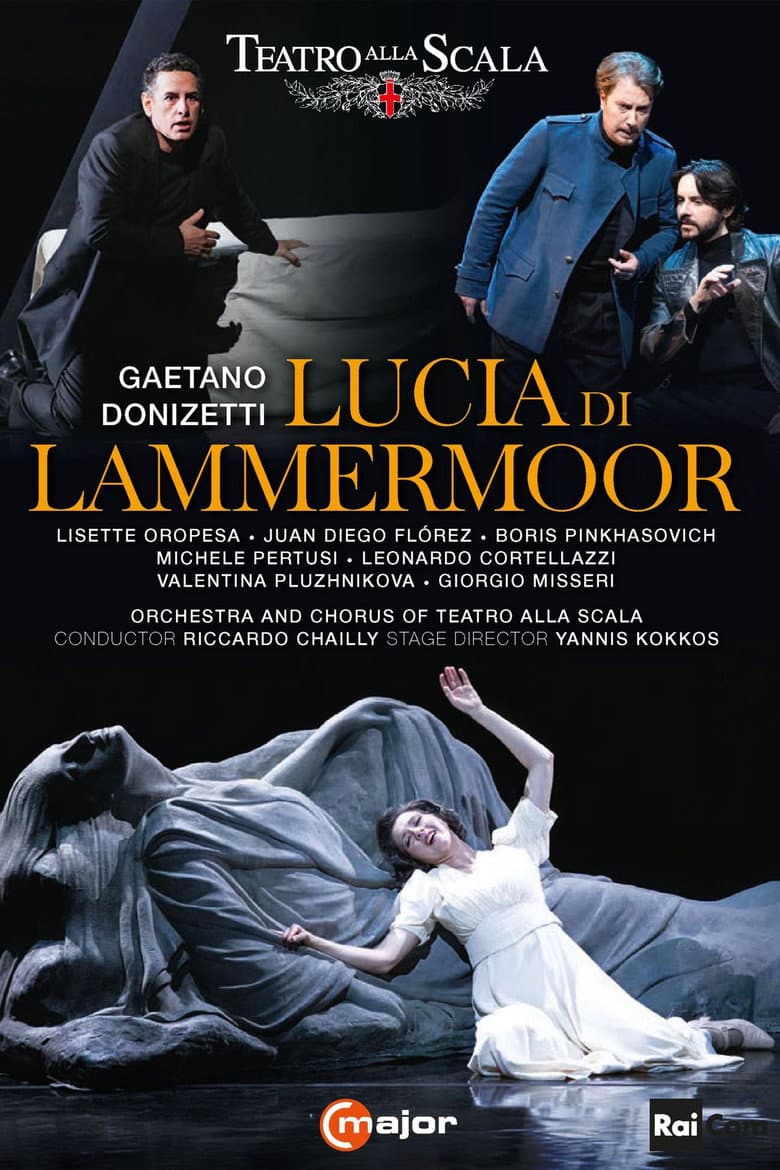 TEATRO ALLA SCALA
GAETANO
DONIZETTI
LUCIA DI
LAMMERMOOR
LISETTE OROPESA • JUAN DIEGO FLÓREZ • BORIS PINKHASOVICH
MICHELE PERTUSI • LEONARDO CORTELLAZZI
VALENTINA PLUZHNIKOVA • GIORGIO MISSERI
ORCHESTRA AND CHORUS OF TEATRO ALLA SCALA
CONDUCTOR RICCARDO CHAILLY STAGE DIRECTOR YANNIS KOKKOS
C major
Rai Com